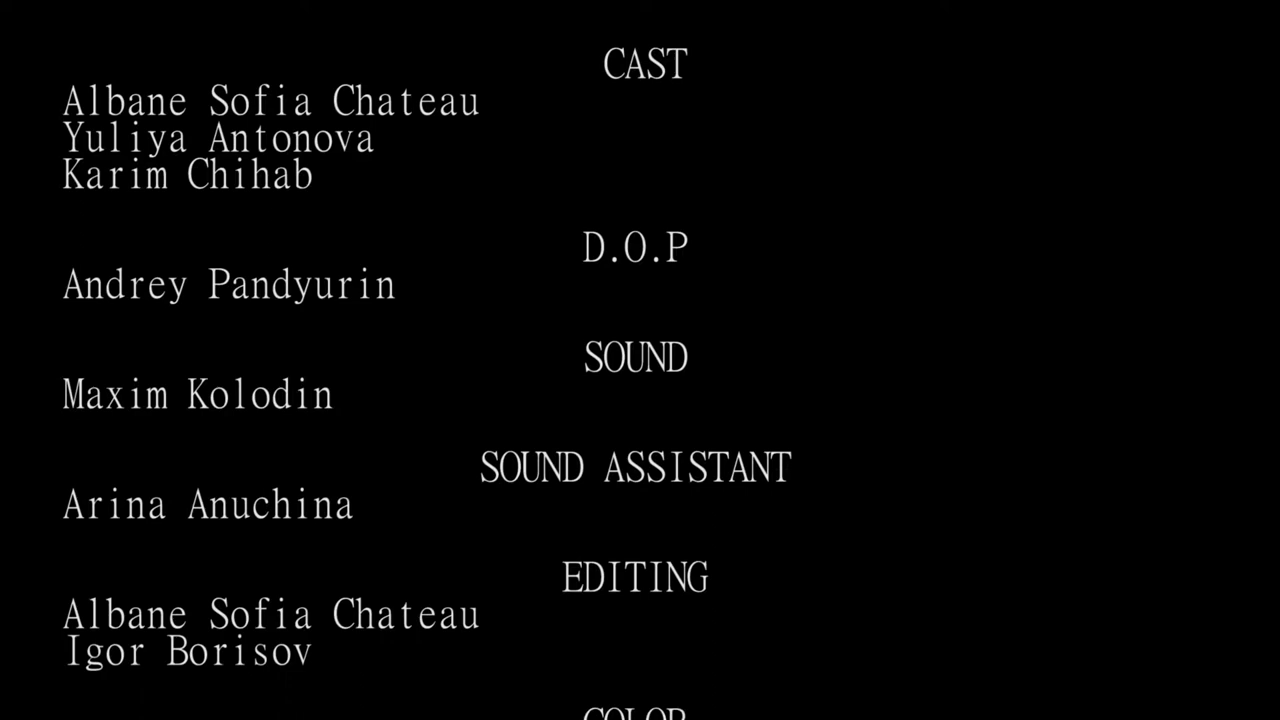 CAST
Albane Sofia Chateau
Yuliya Antonova
Karim Chihab
D.O.P
Andrey Pandyurin
SOUND
Maxim Kolodin
SOUND ASSISTANT
Arina Anuchina
EDITING
Albane Sofia Chateau
Igor Borisov
COLOR